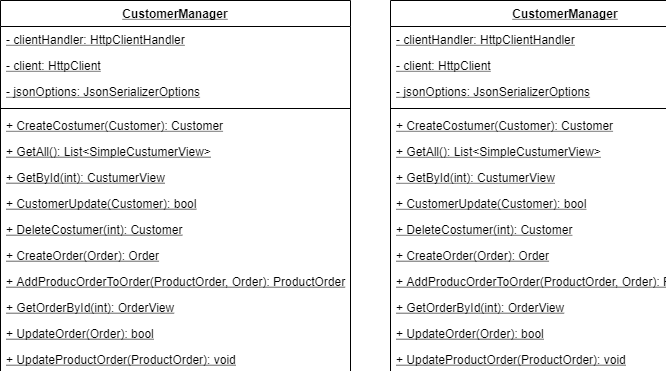 CustomerManager
- clientHandler: HttpClientHandler
- client: HttpClient
- jsonOptions: JsonSerializerOptions
+ CreateCostumer(Customer): Customer
+ GetAll(): List<SimpleCustumerView>
+ GetById(int): CustumerView
+ CustomerUpdate(Customer): bool
+ DeleteCostumer(int): Customer
+ CreateOrder(Order): Order
+ AddProducOrderToOrder(ProductOrder, Order): ProductOrder
+ GetOrderById(int): OrderView
+ UpdateOrder(Order): bool
+ UpdateProductOrder(ProductOrder): void
CustomerManager
- clientHandler: HttpClientHandler
- client: HttpClient
- jsonOptions: JsonSerializerOptions
+ CreateCostumer(Customer): Customer
+ GetAll(): List<SimpleCustumerView>
+ GetById(int): CustumerView
+ CustomerUpdate(Customer): bool
+ DeleteCostumer(int): Customer
+ CreateOrder(Order): Order
+ AddProducOrderToOrder(ProductOrder, Order):
+ GetOrderById(int): OrderView
+ UpdateOrder(Order): bool
+ UpdateProductOrder(ProductOrder): void